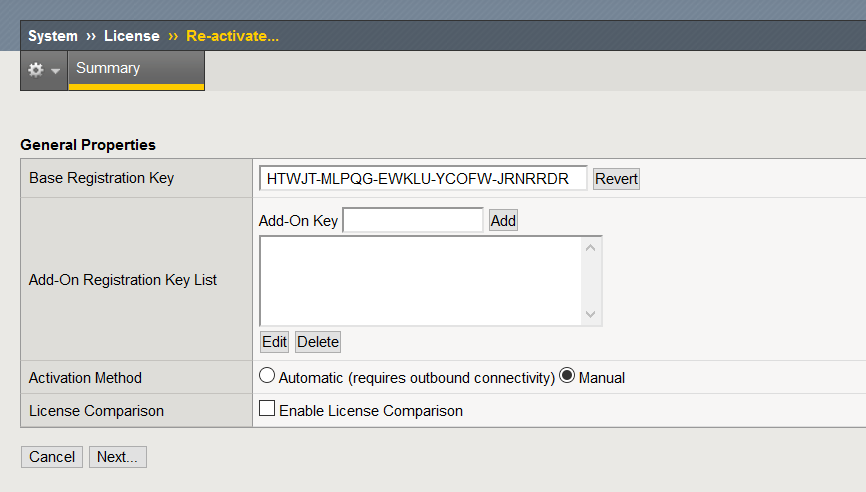 System ›› License ›› Re-activate...
Summary
General Properties
Base Registration Key HTWJT-MLPQG-EWKLU-YCOFW-JRNRRDR Revert
Add-On Key Add
Add-On Registration Key List
Edit Delete
Activation Method Automatic (requires outbound connectivity) Manual
License Comparison Enable License Comparison
Cancel Next...